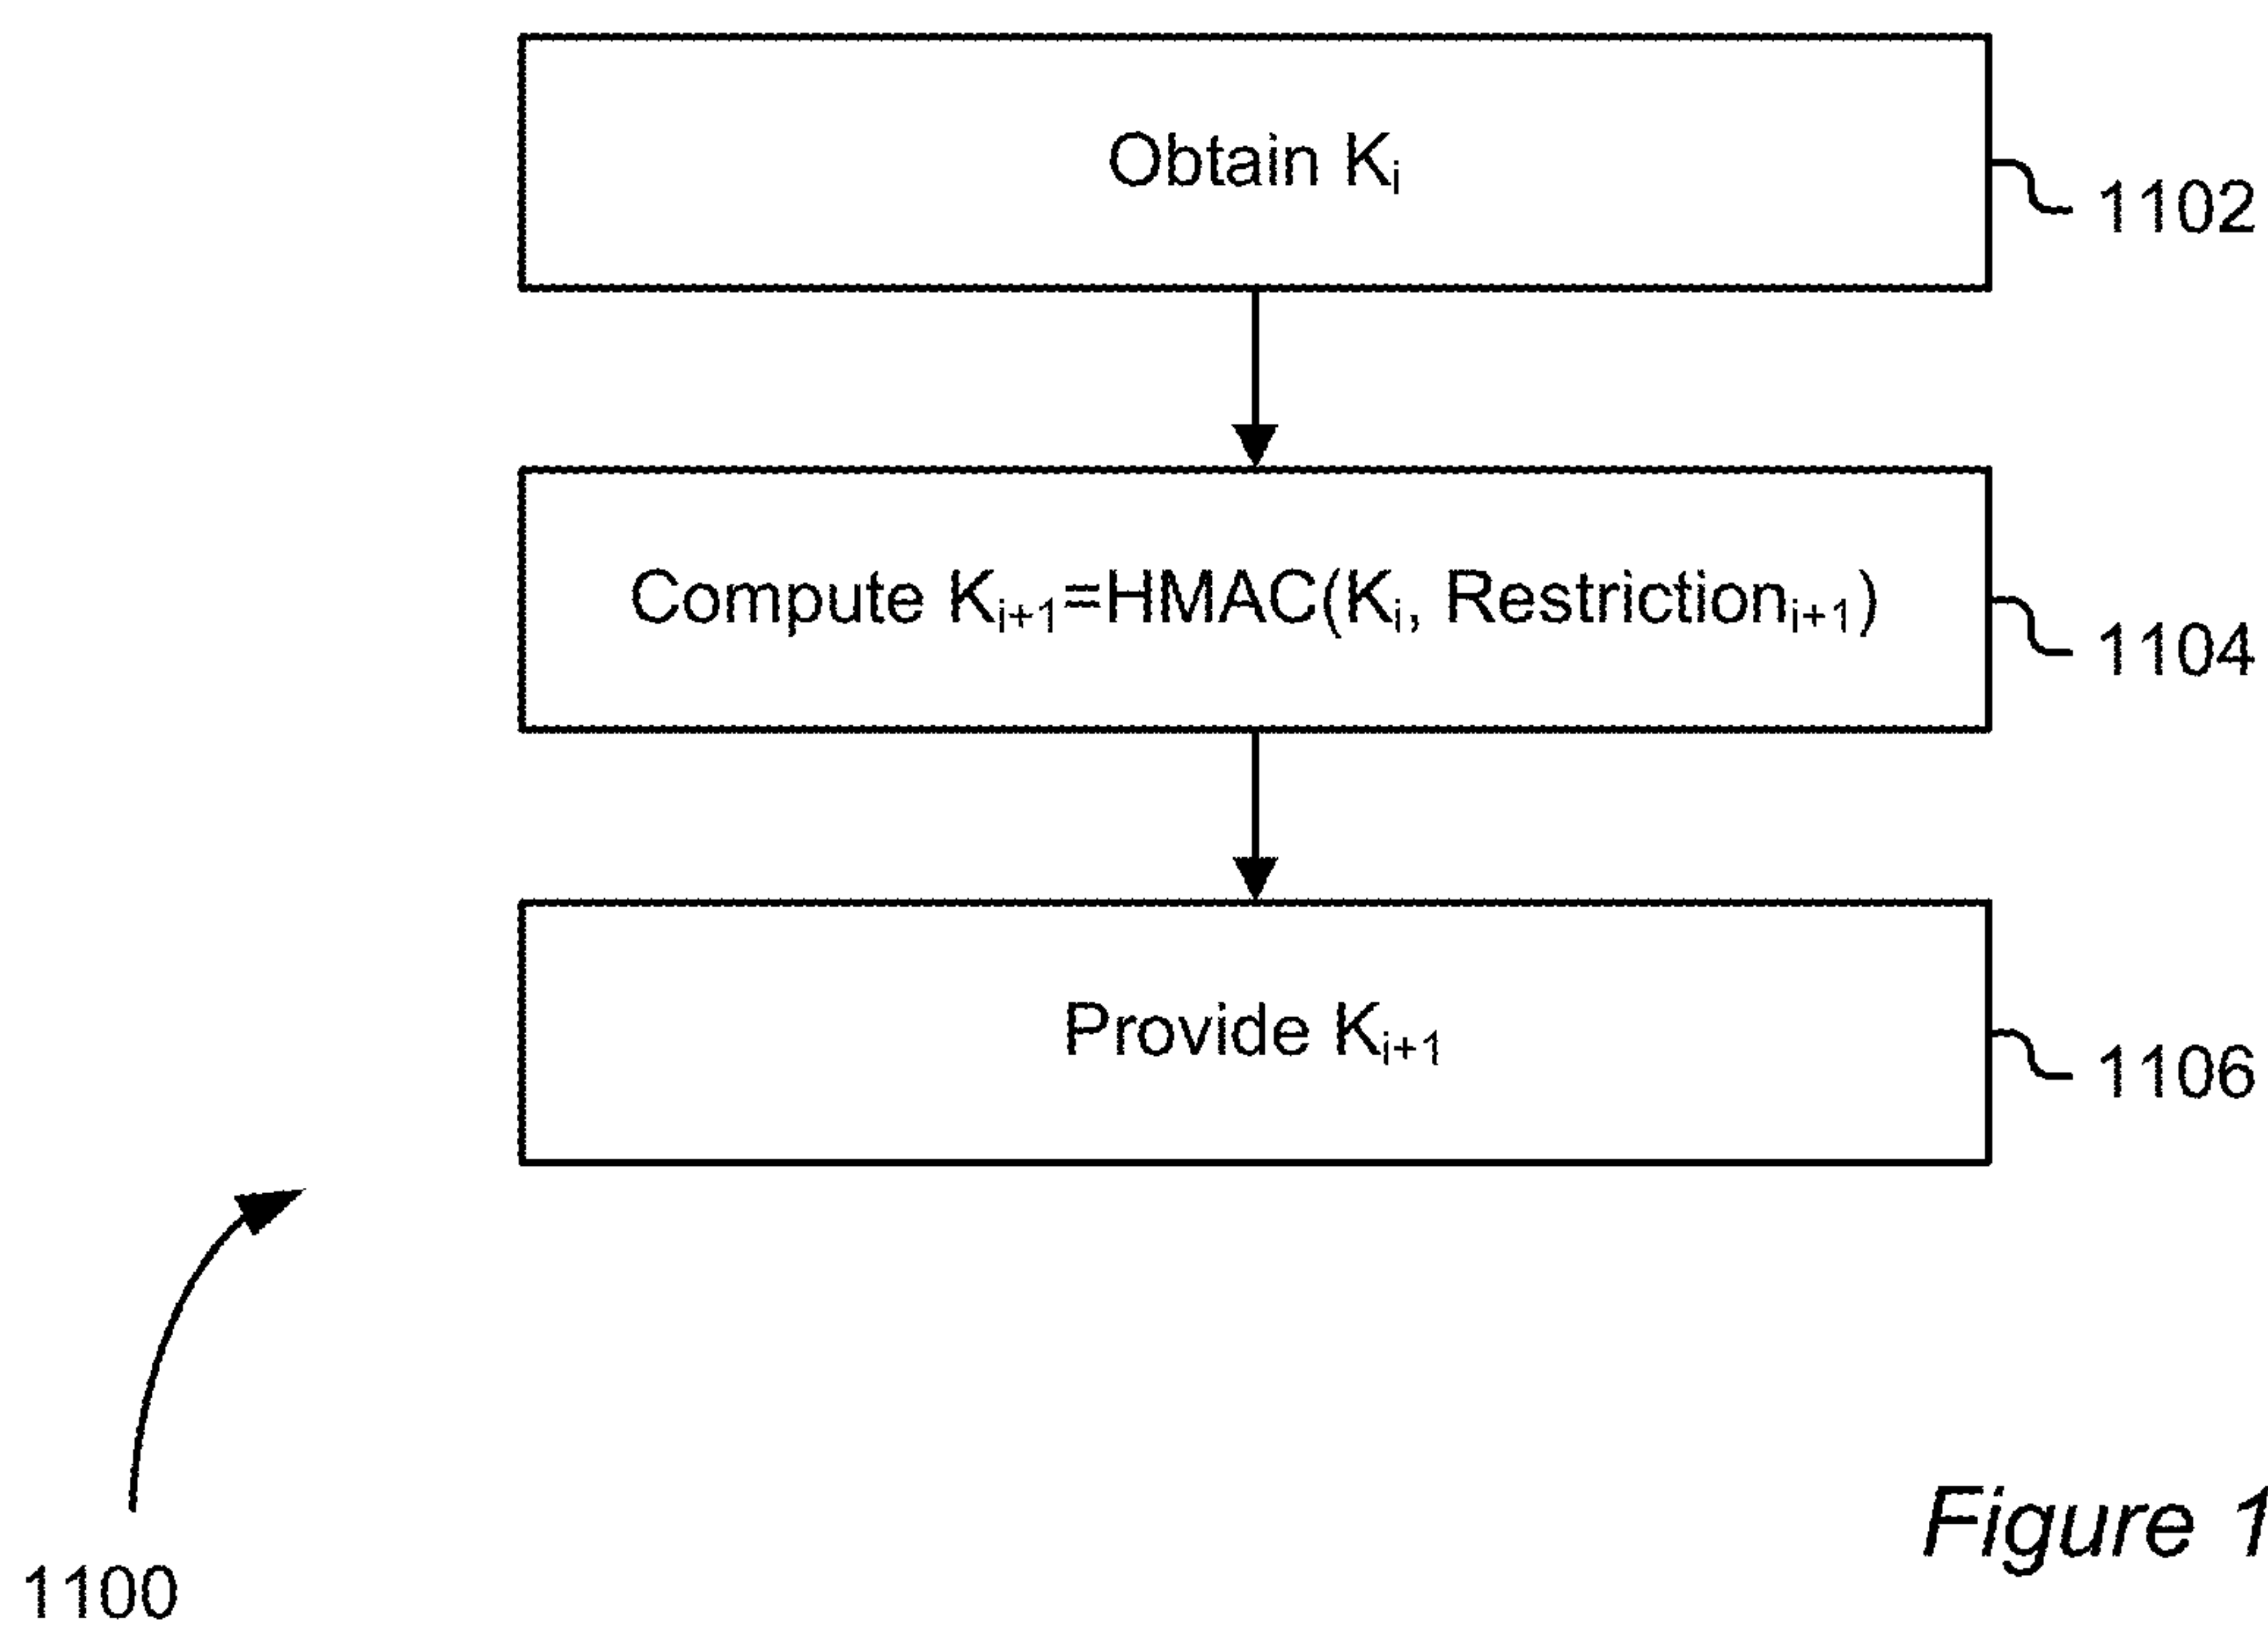 Obtain Kᵢ
1102
Compute Kᵢ₊₁=HMAC(Kᵢ, Restrictionᵢ₊₁)
1104
Provide Kᵢ₊₁
1106
1100
Figure 1